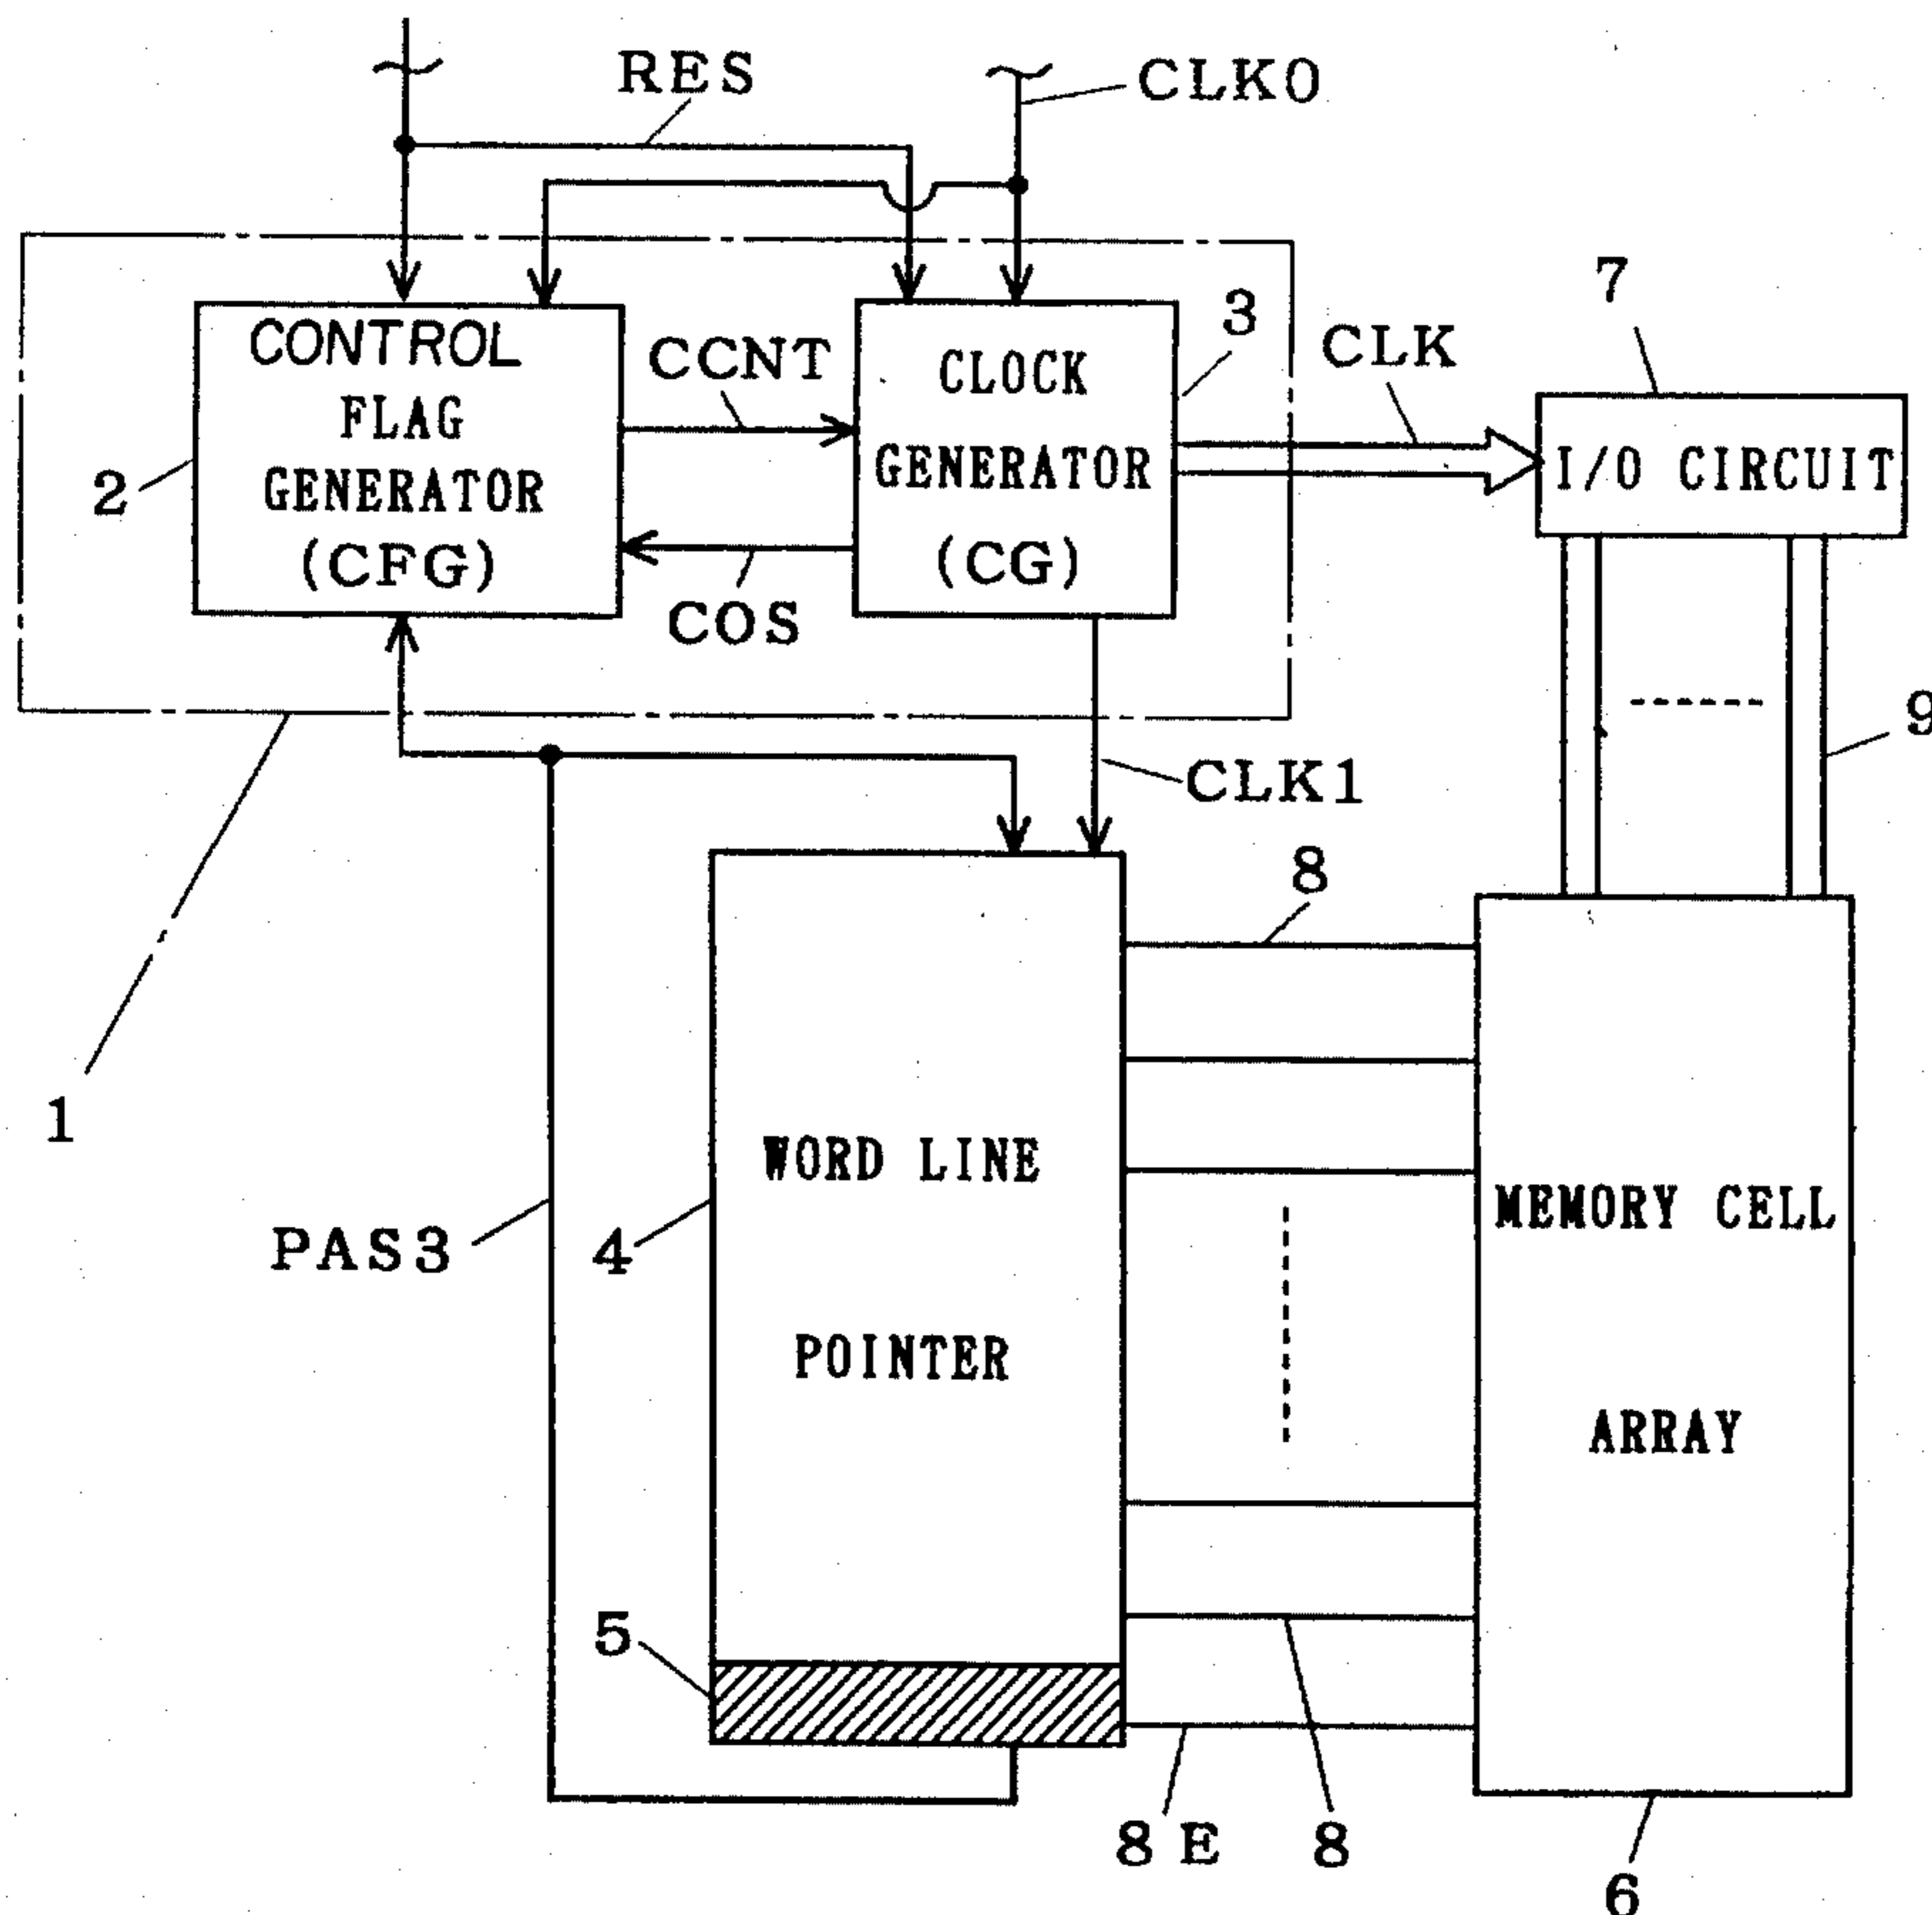 RES
CLK0
CONTROL
FLAG
GENERATOR
(CFG)
2
CCNT
COS
CLOCK
GENERATOR
(CG)
3
CLK
7
I/O CIRCUIT
9
CLK1
1
8
WORD LINE
POINTER
PAS3
4
MEMORY CELL
ARRAY
5
8E
8
6